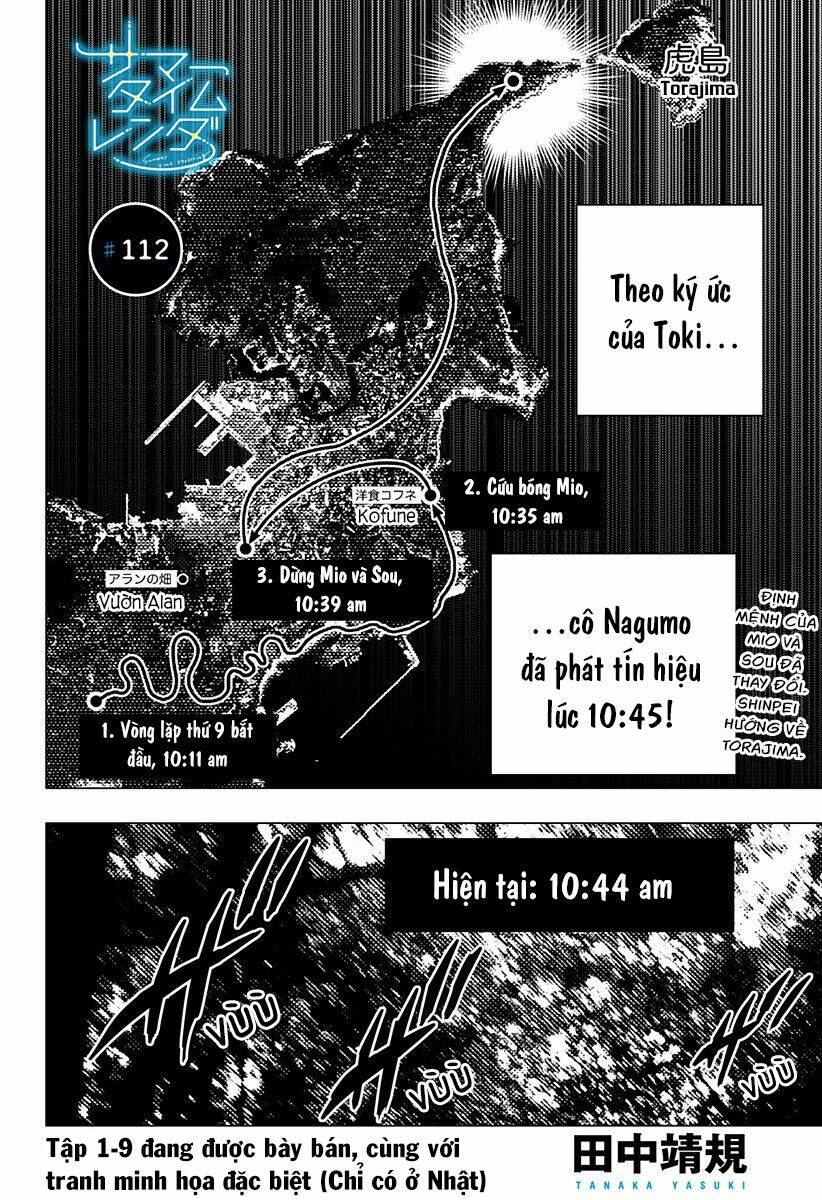 サマー
タイム
レンダ
Summer Time Rendering
#112
虎島
Torajima
Theo ký ức
của Toki...
洋食コフネ
Kofune
2. Cứu bóng Mio,
10:35 am
3. Dừng Mio và Sou,
10:39 am
アランの畑
Vườn Alan
1. Vòng lặp thứ 9 bắt
đầu, 10:11 am
...cô Nagumo
đã phát tín hiệu
lúc 10:45!
ĐỊNH
MỆNH CỦA
MIO VÀ
SOU ĐÃ
THAY ĐỔI.
SHINPEI
HƯỚNG VỀ
TORAJIMA.
Hiện tại: 10:44 am
VÙÙ
VÙÙ
VÙÙ
Tập 1-9 đang được bày bán, cùng với
tranh minh họa đặc biệt (Chỉ có ở Nhật)
田中靖規
TANAKA YASUKI